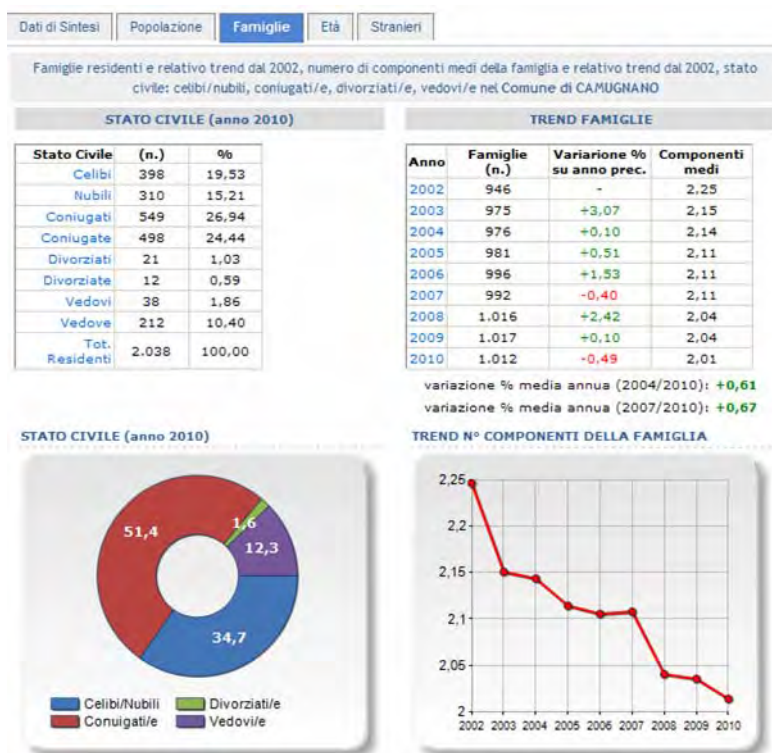 Dati di Sintesi Popolazione Famiglie Età Stranieri
Famiglie residenti e relativo trend dal 2002, numero di componenti medi della famiglia e relativo trend dal 2002, stato
civile: celibi/nubili, coniugati/e, divorziati/e, vedovi/e nel Comune di CAMUGNANO
STATO CIVILE (anno 2010)
Stato Civile (n.) %
Celibi 398 19,53
Nubili 310 15,21
Coniugati 549 26,94
Coniugate 498 24,44
Divorziati 21 1,03
Divorziate 12 0,59
Vedovi 38 1,86
Vedove 212 10,40
Tot.
Residenti 2.038 100,00
TREND FAMIGLIE
Anno Famiglie
(n.) Variazione %
su anno prec. Componenti
medi
2002 946 - 2,25
2003 975 +3,07 2,15
2004 976 +0,10 2,14
2005 981 +0,51 2,11
2006 996 +1,53 2,11
2007 992 -0,40 2,11
2008 1.016 +2,42 2,04
2009 1.017 +0,10 2,04
2010 1.012 -0,49 2,01
variazione % media annua (2004/2010): +0,61
variazione % media annua (2007/2010): +0,67
STATO CIVILE (anno 2010)
51,4
1,6
12,3
34,7
Celibi/Nubili Divorziati/e
Conuigati/e Vedovi/e
TREND N° COMPONENTI DELLA FAMIGLIA
2,25
2,2
2,15
2,1
2,05
2
2002 2003 2004 2005 2006 2007 2008 2009 2010